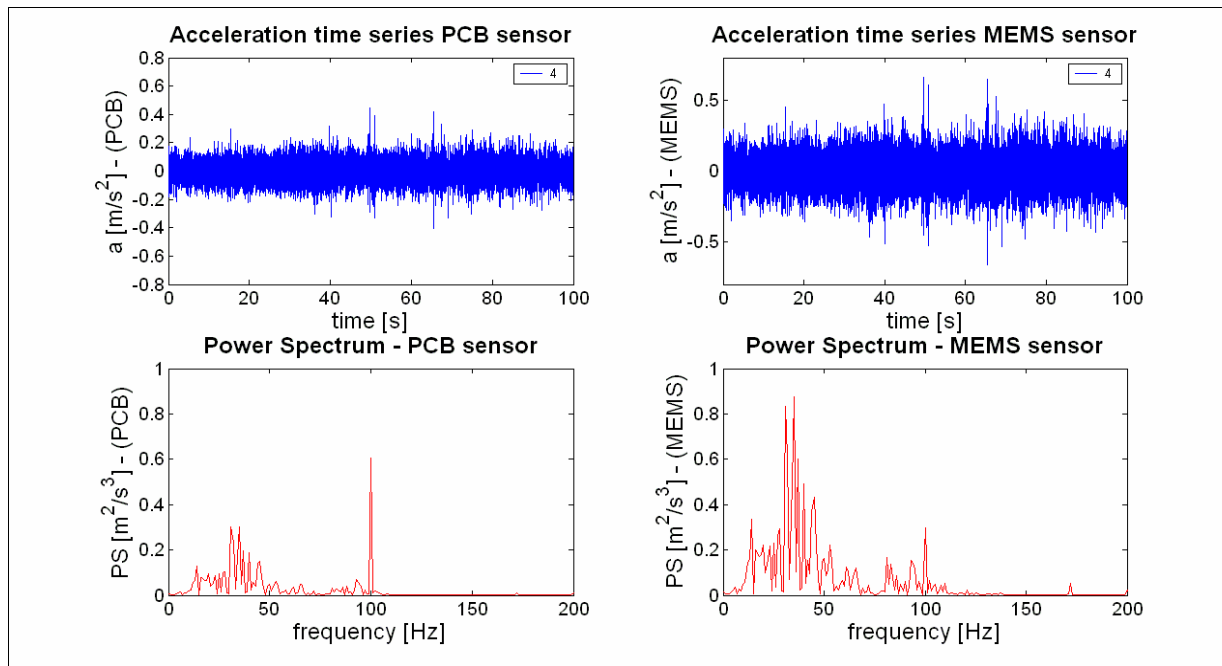 Acceleration time series PCB sensor
a [m/s²] - (PCB)
0.8
0.6
0.4
0.2
0
-0.2
-0.4
-0.6
-0.8
4
0 20 40 60 80 100
time [s]
Acceleration time series MEMS sensor
a [m/s²] - (MEMS)
0.5
0
-0.5
4
0 20 40 60 80 100
time [s]
Power Spectrum - PCB sensor
PS [m²/s³] - (PCB)
1
0.8
0.6
0.4
0.2
0
0 50 100 150 200
frequency [Hz]
Power Spectrum - MEMS sensor
PS [m²/s³] - (MEMS)
1
0.8
0.6
0.4
0.2
0
0 50 100 150 200
frequency [Hz]